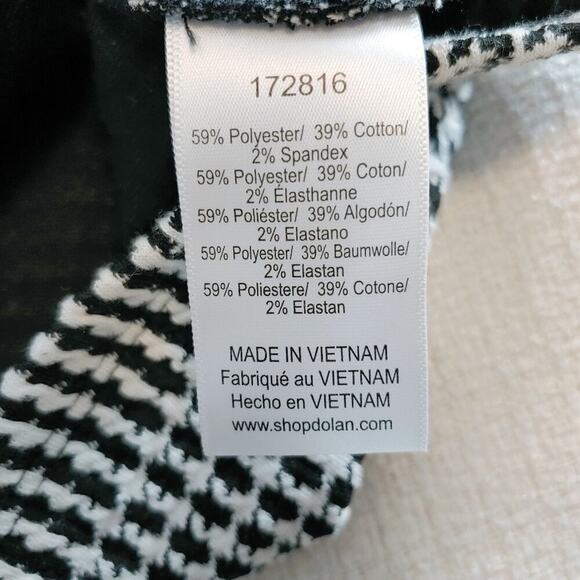 172816
59% Polyester/ 39% Cotton/
2% Spandex
59% Polyester/ 39% Coton/
2% Élasthanne
59% Poliéster/ 39% Algodón/
2% Elastano
59% Polyester/ 39% Baumwolle/
2% Elastan
59% Poliestere/ 39% Cotone/
2% Elastan
MADE IN VIETNAM
Fabriqué au VIETNAM
Hecho en VIETNAM
www.shopdolan.com